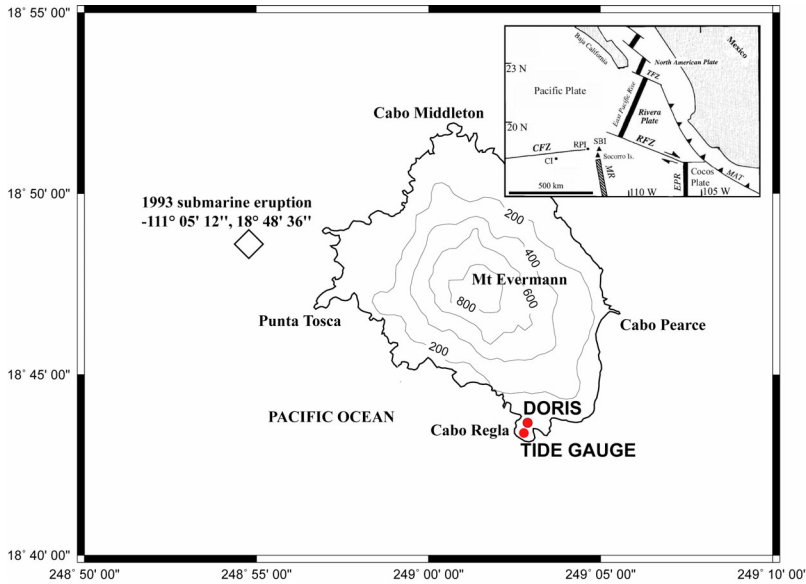 18° 55' 00"
Cabo Middleton
Baja California
Mexico
23 N
North American Plate
TFZ
Pacific Plate
East Pacific Rise
Rivera
Plate
20 N
CFZ
RPI
SBI
RFZ
CI
Socorro Is.
MR
EPR
Cocos
Plate
MAT
500 km
110 W
105 W
18° 50' 00"
1993 submarine eruption
-111° 05' 12", 18° 48' 36"
200
400
Mt Evermann
600
800
Punta Tosca
Cabo Pearce
200
18° 45' 00"
DORIS
PACIFIC OCEAN
Cabo Regla
TIDE GAUGE
18° 40' 00"
248° 50' 00"
248° 55' 00"
249° 00' 00"
249° 05' 00"
249° 10' 00"